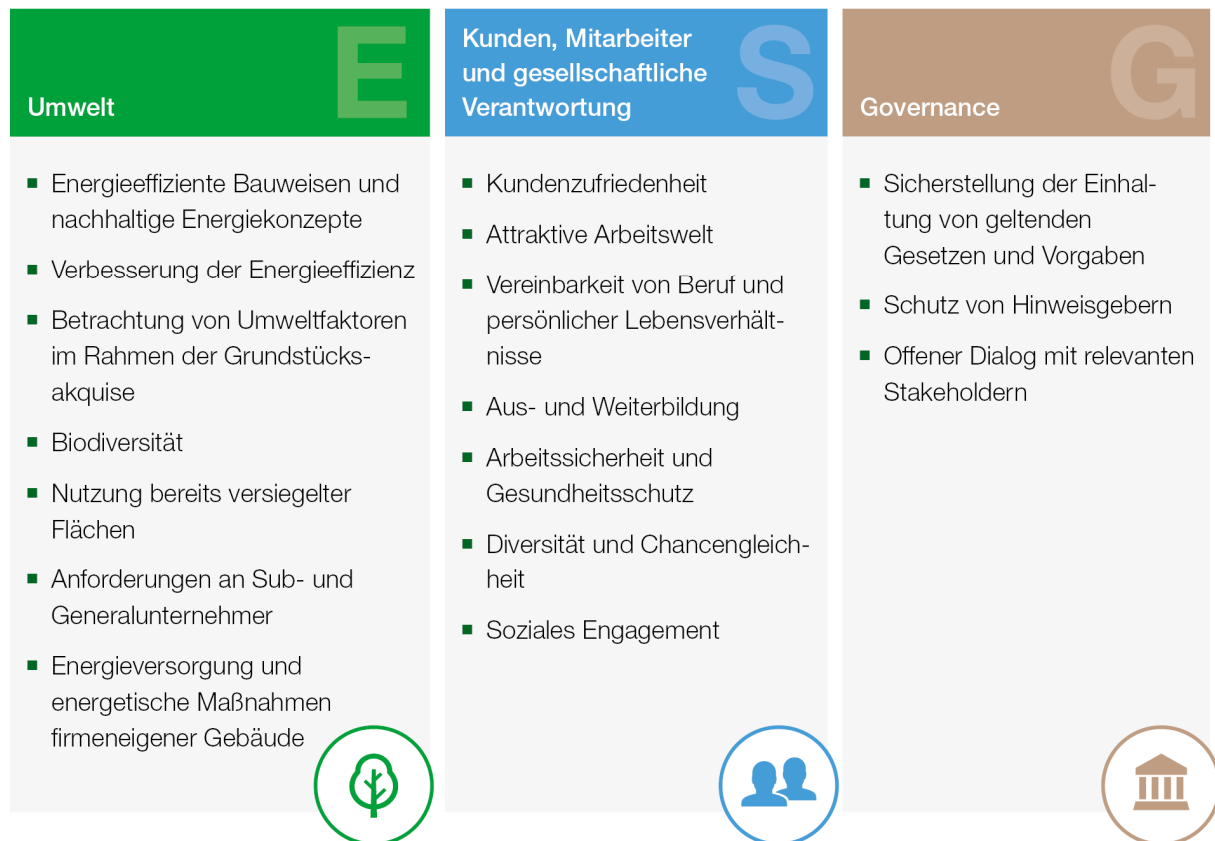 E
Umwelt
Energieeffiziente Bauweisen und
nachhaltige Energiekonzepte
Verbesserung der Energieeffizienz
Betrachtung von Umweltfaktoren
im Rahmen der Grundstücks-
akquise
Biodiversität
Nutzung bereits versiegelter
Flächen
Anforderungen an Sub- und
Generalunternehmer
Energieversorgung und
energetische Maßnahmen
firmeneigener Gebäude
S
Kunden, Mitarbeiter
und gesellschaftliche
Verantwortung
Kundenzufriedenheit
Attraktive Arbeitswelt
Vereinbarkeit von Beruf und
persönlicher Lebensverhält-
nisse
Aus- und Weiterbildung
Arbeitssicherheit und
Gesundheitsschutz
Diversität und Chancengleich-
heit
Soziales Engagement
G
Governance
Sicherstellung der Einhal-
tung von geltenden
Gesetzen und Vorgaben
Schutz von Hinweisgebern
Offener Dialog mit relevanten
Stakeholdern